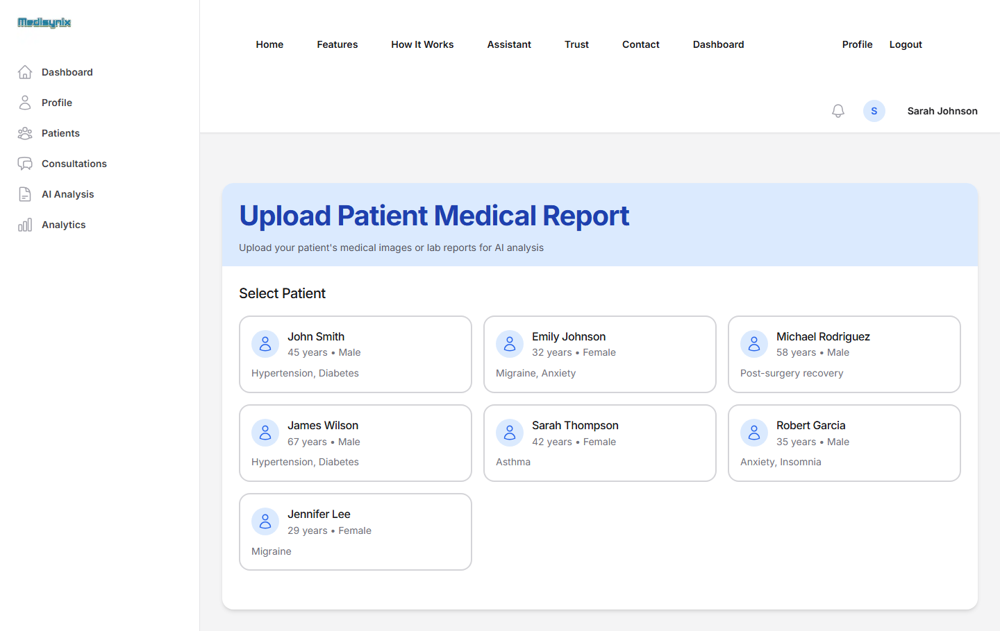 Medisynix
Dashboard
Profile
Patients
Consultations
AI Analysis
Analytics
Home Features How It Works Assistant Trust Contact Dashboard Profile Logout
S Sarah Johnson
Upload Patient Medical Report
Upload your patient's medical images or lab reports for AI analysis
Select Patient
John Smith
45 years • Male
Hypertension, Diabetes
Emily Johnson
32 years • Female
Migraine, Anxiety
Michael Rodriguez
58 years • Male
Post-surgery recovery
James Wilson
67 years • Male
Hypertension, Diabetes
Sarah Thompson
42 years • Female
Asthma
Robert Garcia
35 years • Male
Anxiety, Insomnia
Jennifer Lee
29 years • Female
Migraine